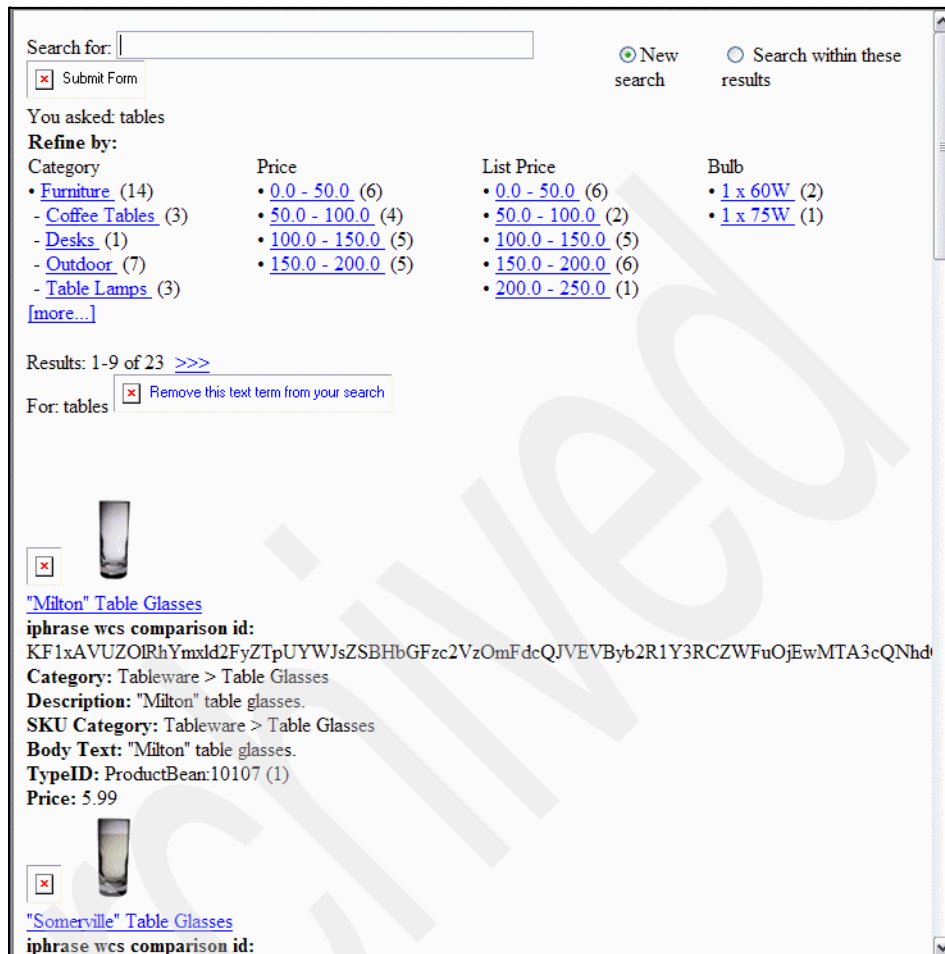 Search for:
New search
Search within these results
Submit Form
You asked: tables
Refine by:
Category
• Furniture (14)
- Coffee Tables (3)
- Desks (1)
- Outdoor (7)
- Table Lamps (3)
[more...]
Price
• 0.0 - 50.0 (6)
• 50.0 - 100.0 (4)
• 100.0 - 150.0 (5)
• 150.0 - 200.0 (5)
List Price
• 0.0 - 50.0 (6)
• 50.0 - 100.0 (2)
• 100.0 - 150.0 (5)
• 150.0 - 200.0 (6)
• 200.0 - 250.0 (1)
Bulb
• 1 x 60W (2)
• 1 x 75W (1)
Results: 1-9 of 23 >>>
For: tables Remove this text term from your search
"Milton" Table Glasses
iphrase wcs comparison id:
KF1xAVUZOlRhYmxld2FyZTpUYWJsZSBHbGFzc2VzOmFdcQJVEVByb2R1Y3RCZWFuOjEwMTA3cQNhd
Category: Tableware > Table Glasses
Description: "Milton" table glasses.
SKU Category: Tableware > Table Glasses
Body Text: "Milton" table glasses.
TypeID: ProductBean:10107 (1)
Price: 5.99
"Somerville" Table Glasses
iphrase wcs comparison id:
Archived